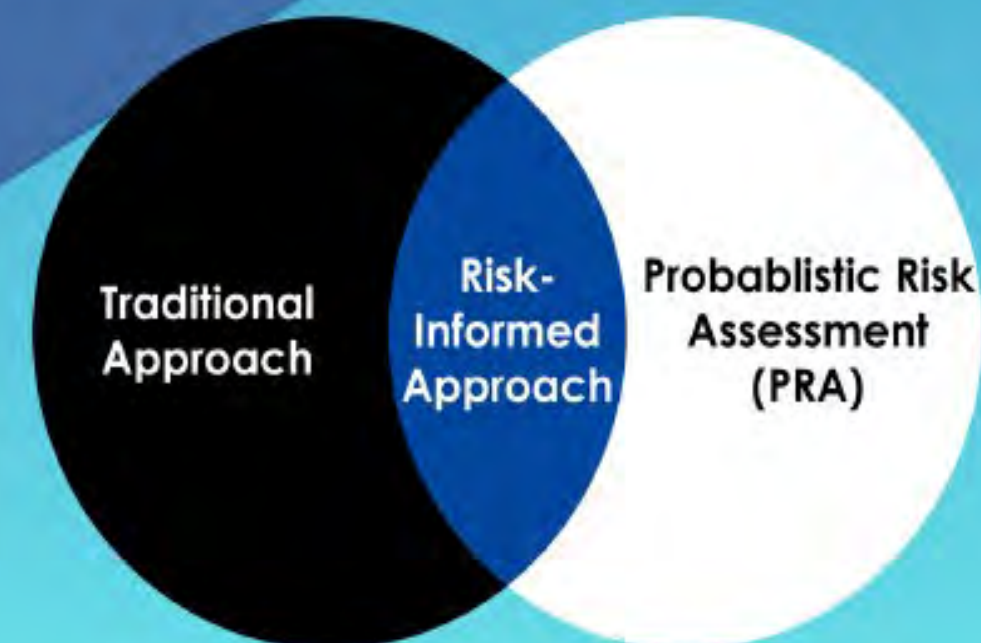 Traditional
Approach
Risk-
Informed
Approach
Probablistic Risk
Assessment
(PRA)